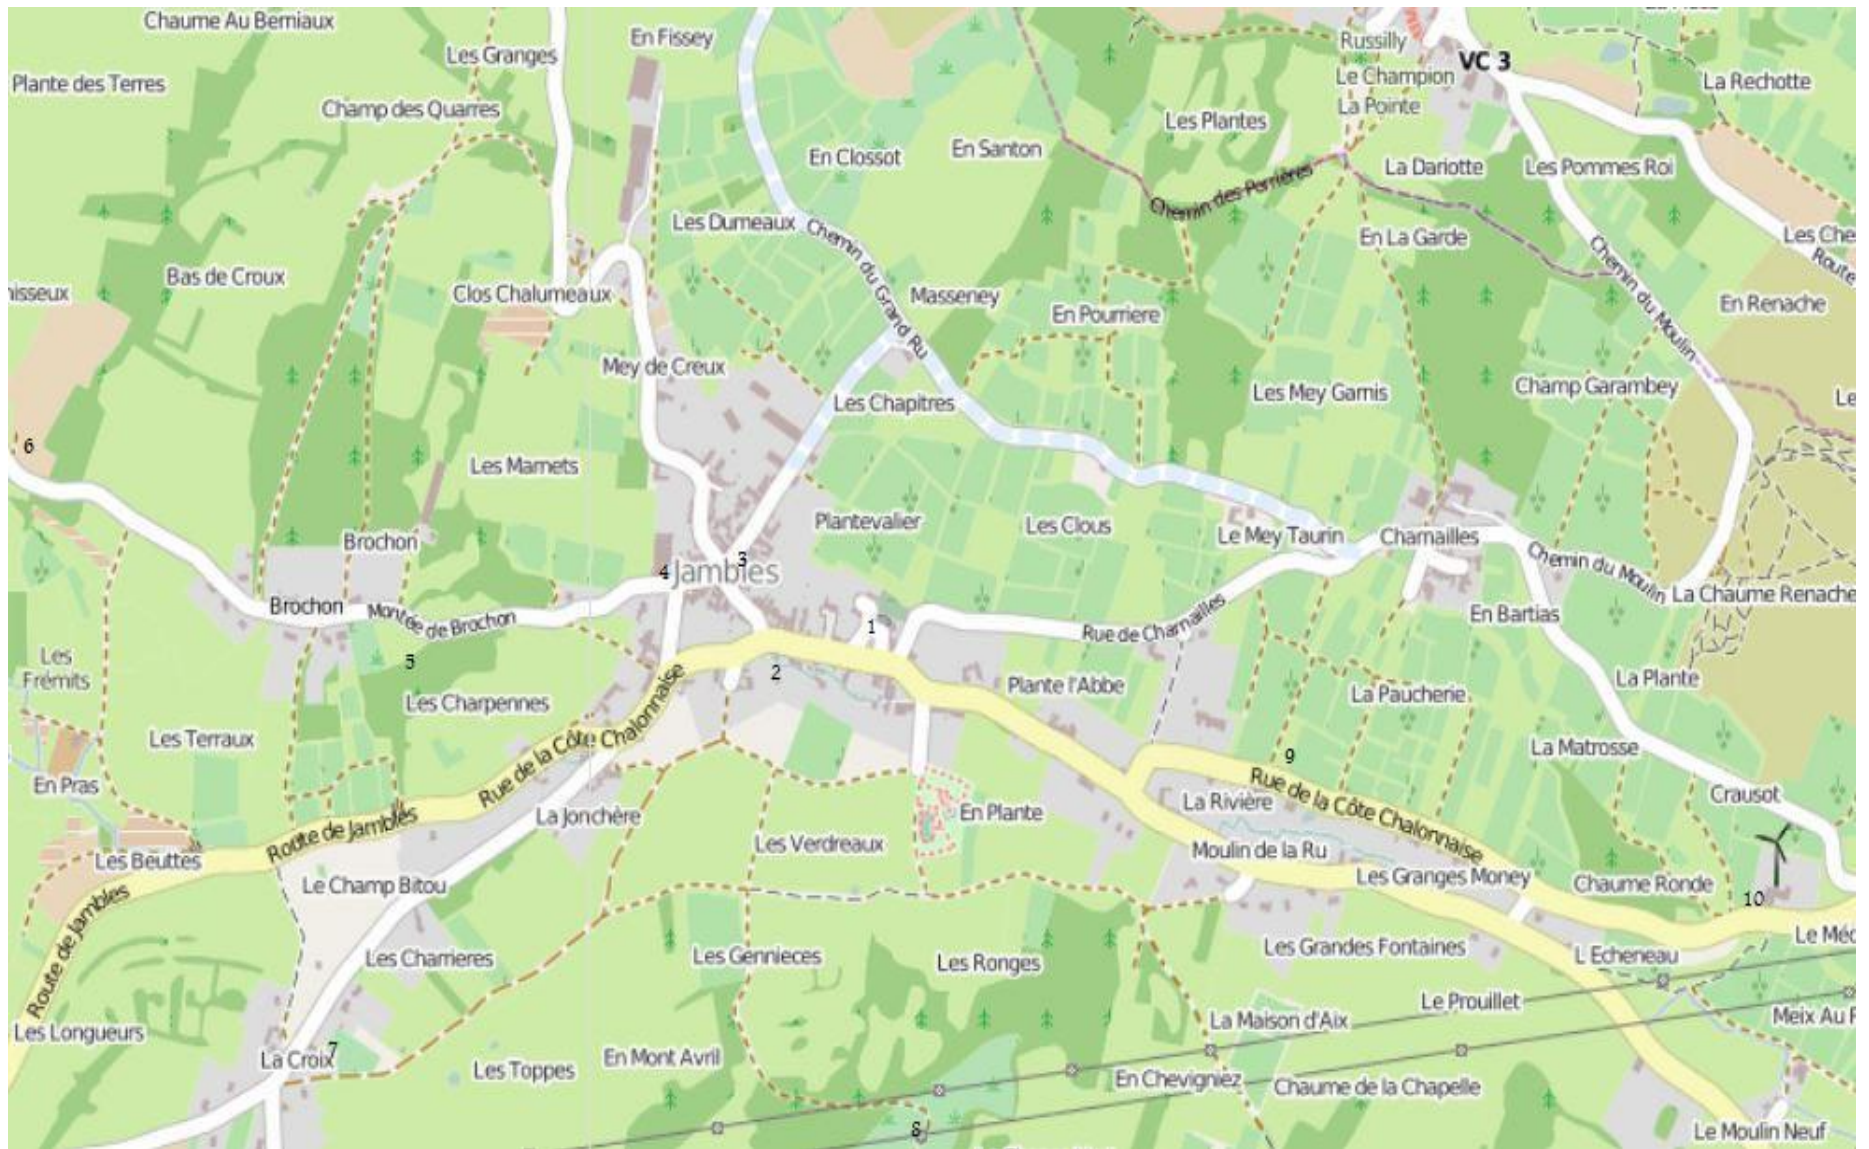 Chaume Au Berniaux
En Fissey
Les Granges
Russilly
VC 3
Plante des Terres
Le Champion
La Rechotte
Champ des Quarres
La Pointe
Les Plantes
En Clossot
En Santon
La Dariotte
Les Pommes Roi
Chemin des Perrières
Les Dumeaux
Chemin du Grand Ru
En La Garde
Les Che
Route
Bas de Croux
Clos Chalumeaux
Masseney
Chemin du Moulin
En Renache
En Pourriere
Mey de Creux
Les Mey Garnis
Champ Garambey
Le
Les Chapitres
6
Les Marnets
Plantevalier
Les Clous
Le Mey Taurin
Charnailles
Brochon
3
Chemin du Moulin
4
Jambles
La Chaume Renache
Brochon
Montée de Brochon
1
Rue de Charnailles
En Bartias
Les
Frémits
5
2
Plante l'Abbe
La Paucherie
La Plante
Les Charpennes
Les Terraux
Rue de la Côte Chalonnaise
La Matrosse
9
En Pras
Rue de la Côte Chalonnaise
Crausot
La Rivière
La Jonchère
En Plante
Route de Jambles
Les Verdreaux
Moulin de la Ru
Les Beuttes
Les Granges Money
Le Champ Bitou
Chaume Ronde
10
Route de Jambles
Les Charrieres
Les Gennieces
Les Ronges
Les Grandes Fontaines
L Echeneau
Le Méc
Le Prouillet
Les Longueurs
La Maison d'Aix
Meix Au F
7
La Croix
Les Toppes
En Mont Avril
En Chevigniez
Chaume de la Chapelle
8
Le Moulin Neuf